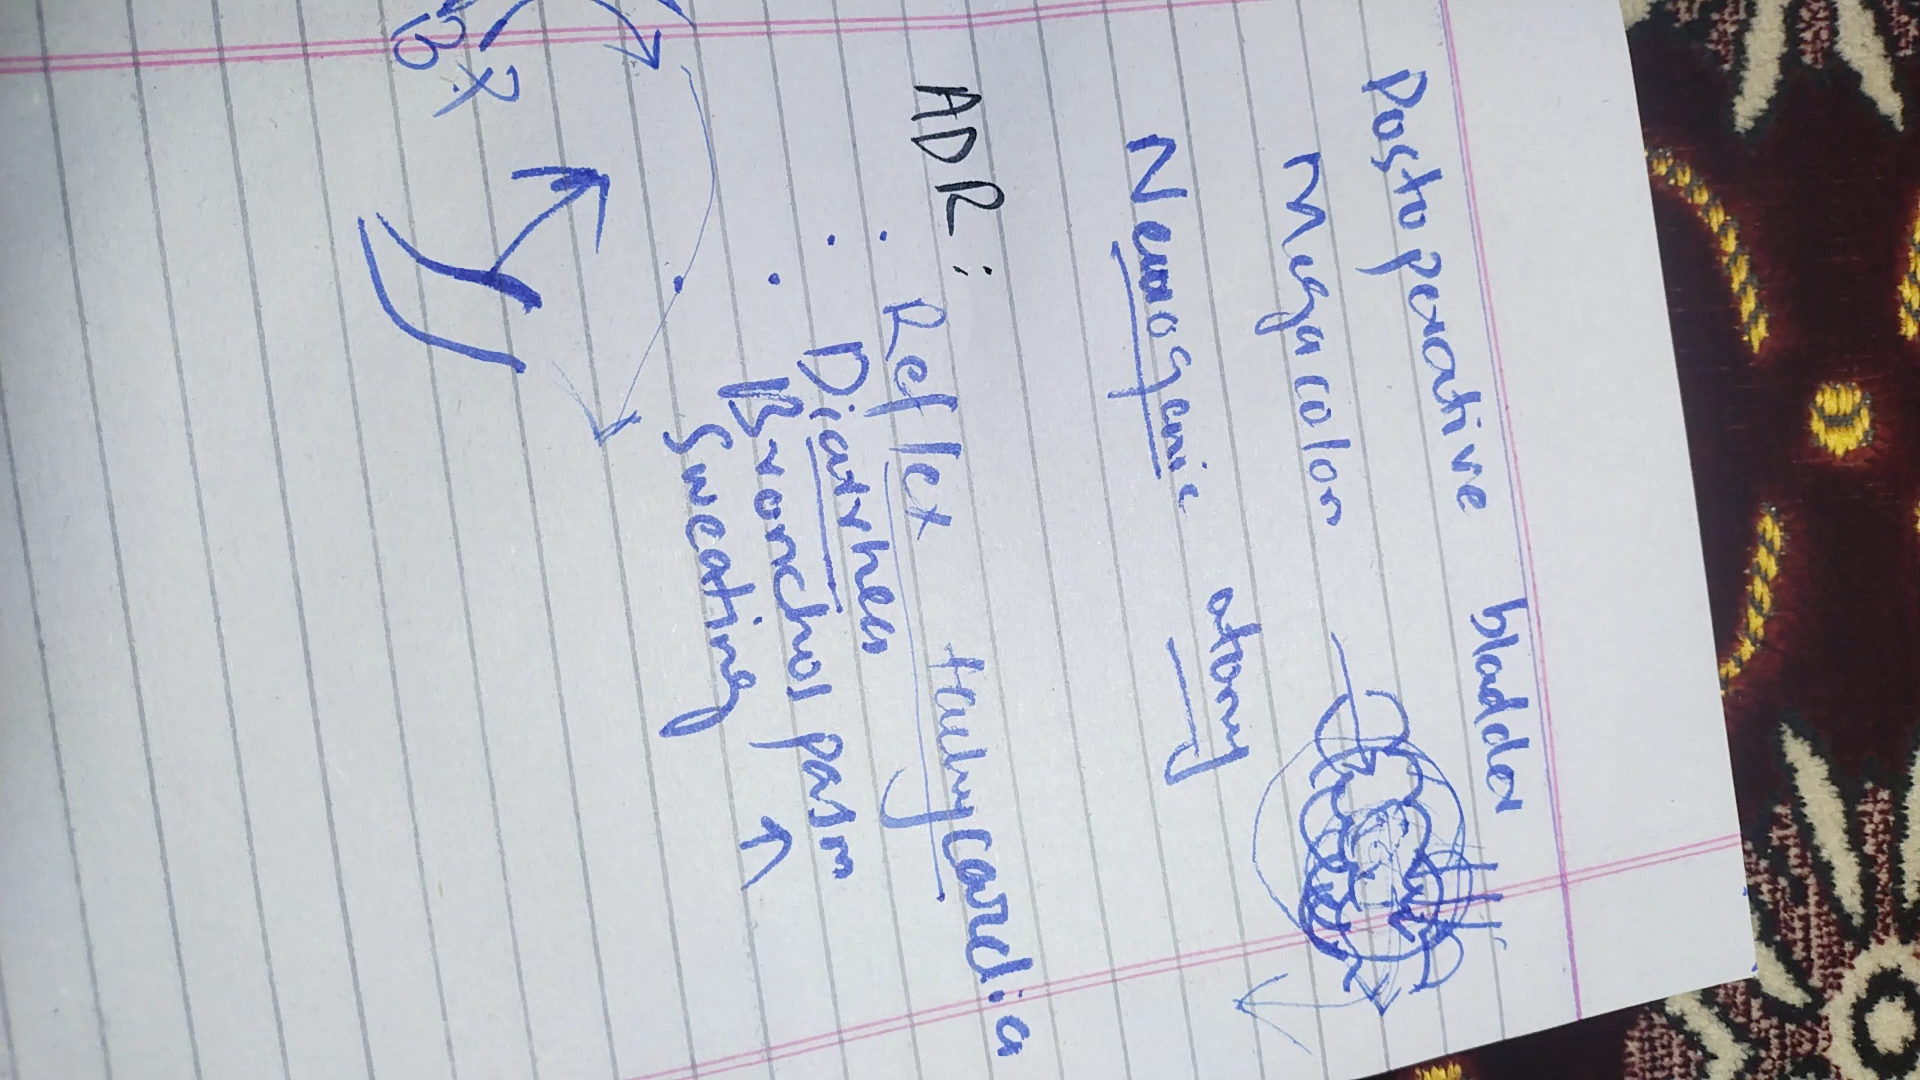 Postoperative bladder
Megacolon
Neurogenic atony
ADR:
Reflex tachycardia
Diarrhea
Bronchospasm
Sweating